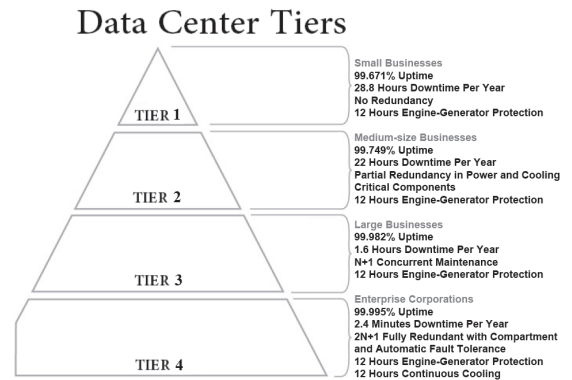 Data Center Tiers
TIER 1
Small Businesses
99.671% Uptime
28.8 Hours Downtime Per Year
No Redundancy
12 Hours Engine-Generator Protection
TIER 2
Medium-size Businesses
99.749% Uptime
22 Hours Downtime Per Year
Partial Redundancy in Power and Cooling
Critical Components
12 Hours Engine-Generator Protection
TIER 3
Large Businesses
99.982% Uptime
1.6 Hours Downtime Per Year
N+1 Concurrent Maintenance
12 Hours Engine-Generator Protection
TIER 4
Enterprise Corporations
99.995% Uptime
2.4 Minutes Downtime Per Year
2N+1 Fully Redundant with Compartment
and Automatic Fault Tolerance
12 Hours Engine-Generator Protection
12 Hours Continuous Cooling